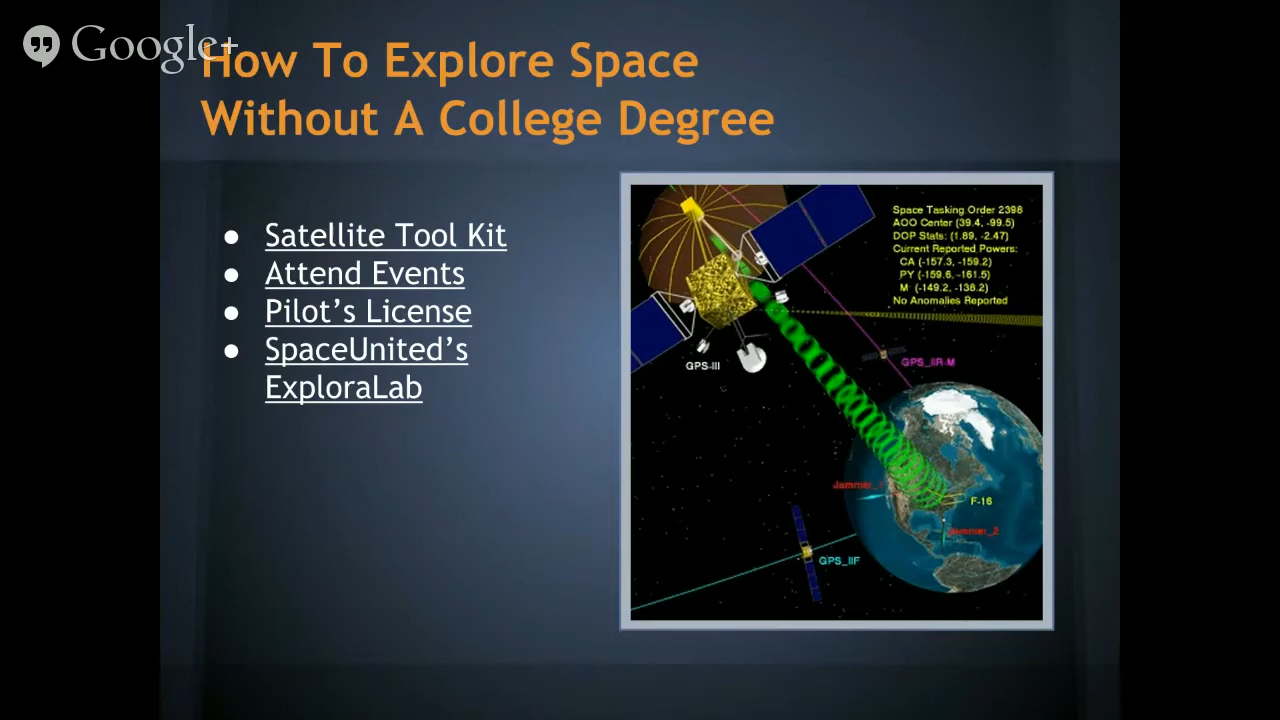 Google+
How To Explore Space
Without A College Degree
● Satellite Tool Kit
● Attend Events
● Pilot's License
● SpaceUnited's
ExploraLab
Space Tasking Order 2398
AOO Center (39.4, -99.5)
DOP Stats: (1.89, -2.47)
Current Reported Powers:
CA (-157.3, -159.2)
PY (-159.6, -161.5)
M (-149.2, -138.2)
No Anomalies Reported
GPS-III
GPS_IIR-M
Jammer_1
F-16
Jammer_2
GPS_IIF